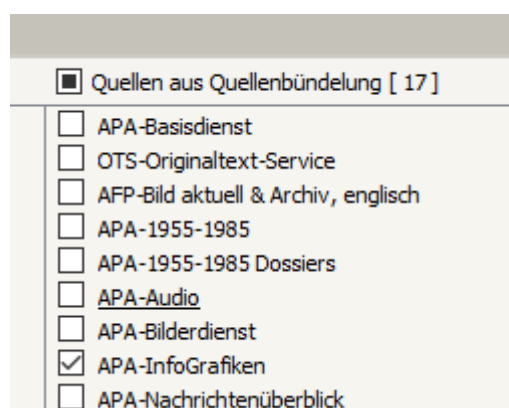 Quellen aus Quellenbündelung [ 17 ]
APA-Basisdienst
OTS-Originaltext-Service
AFP-Bild aktuell & Archiv, englisch
APA-1955-1985
APA-1955-1985 Dossiers
APA-Audio
APA-Bilderdienst
APA-InfoGrafiken
APA-Nachrichtenüberblick